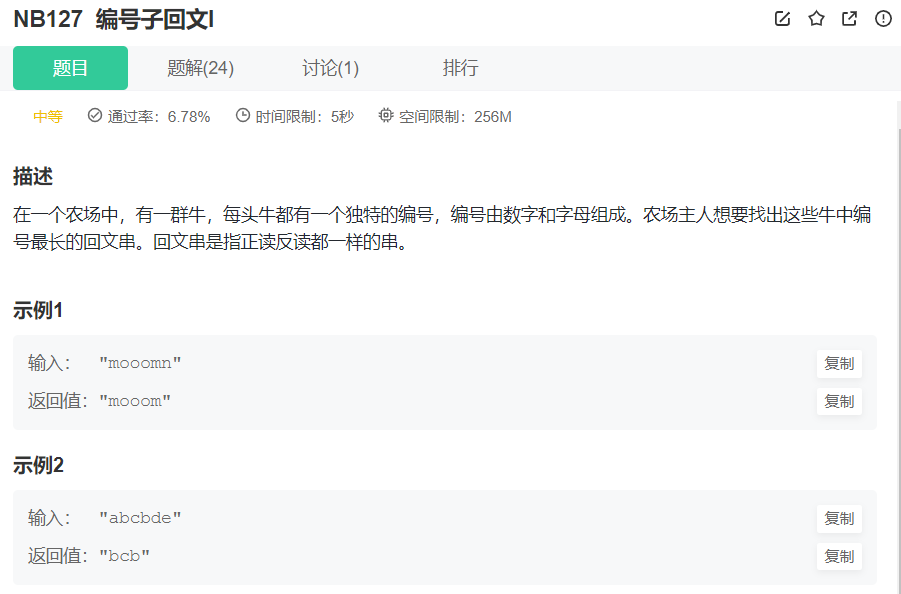 NB127 编号子回文I
题目 题解(24) 讨论(1) 排行
中等 通过率：6.78% 时间限制：5秒 空间限制：256M
描述
在一个农场中，有一群牛，每头牛都有一个独特的编号，编号由数字和字母组成。农场主人想要找出这些牛中编
号最长的回文串。回文串是指正读反读都一样的串。
示例1
输入： "mooomn" 复制
返回值："mooom" 复制
示例2
输入： "abcbde" 复制
返回值："bcb" 复制